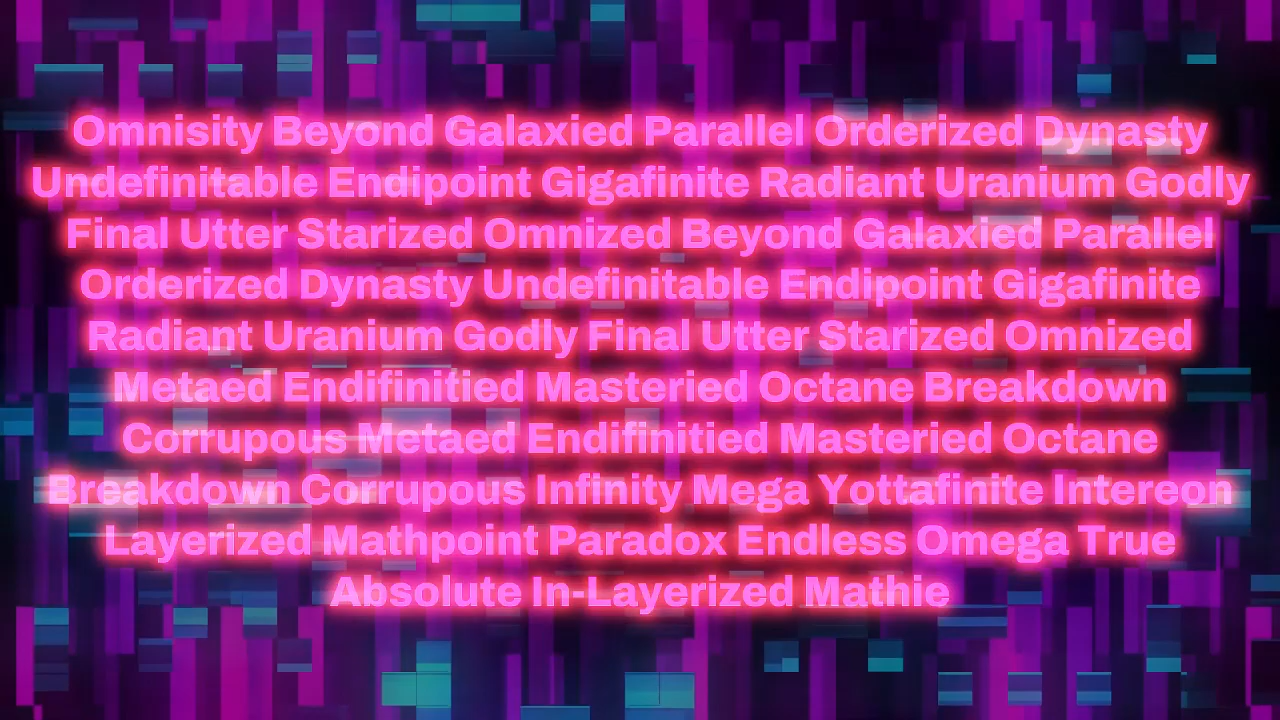 Omnisity Beyond Galaxied Parallel Orderized Dynasty
Undefinitable Endipoint Gigafinite Radiant Uranium Godly
Final Utter Starized Omnized Beyond Galaxied Parallel
Orderized Dynasty Undefinitable Endipoint Gigafinite
Radiant Uranium Godly Final Utter Starized Omnized
Metaed Endifinitied Masteried Octane Breakdown
Corrupous Metaed Endifinitied Masteried Octane
Breakdown Corrupous Infinity Mega Yottafinite Intereon
Layerized Mathpoint Paradox Endless Omega True
Absolute In-Layerized Mathie